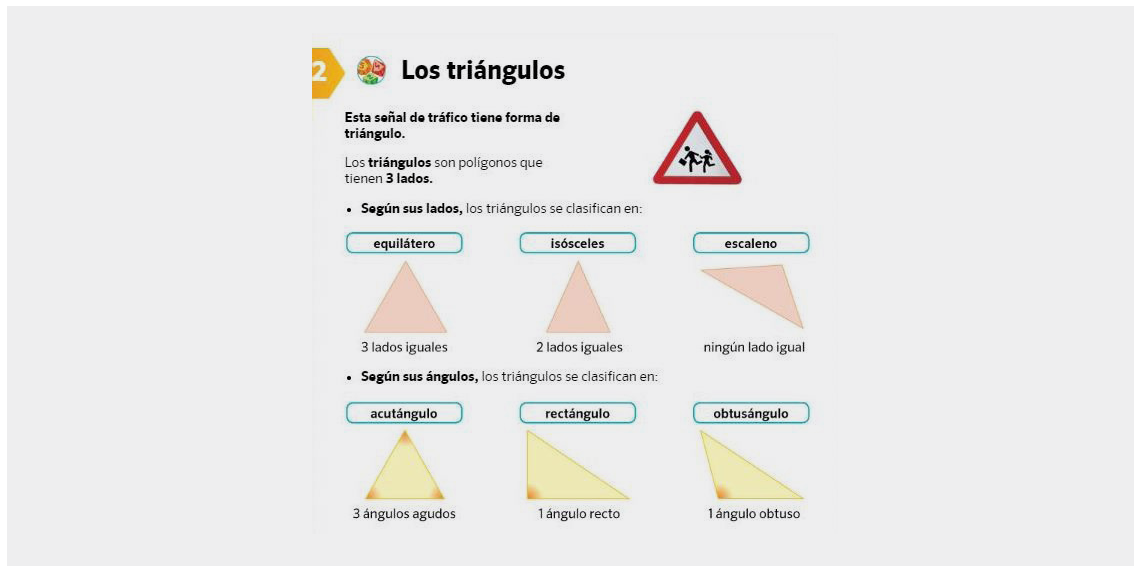 2
Los triángulos
Esta señal de tráfico tiene forma de
triángulo.
Los triángulos son polígonos que
tienen 3 lados.
• Según sus lados, los triángulos se clasifican en:
equilátero isósceles escaleno
3 lados iguales 2 lados iguales ningún lado igual
• Según sus ángulos, los triángulos se clasifican en:
acutángulo rectángulo obtusángulo
3 ángulos agudos 1 ángulo recto 1 ángulo obtuso